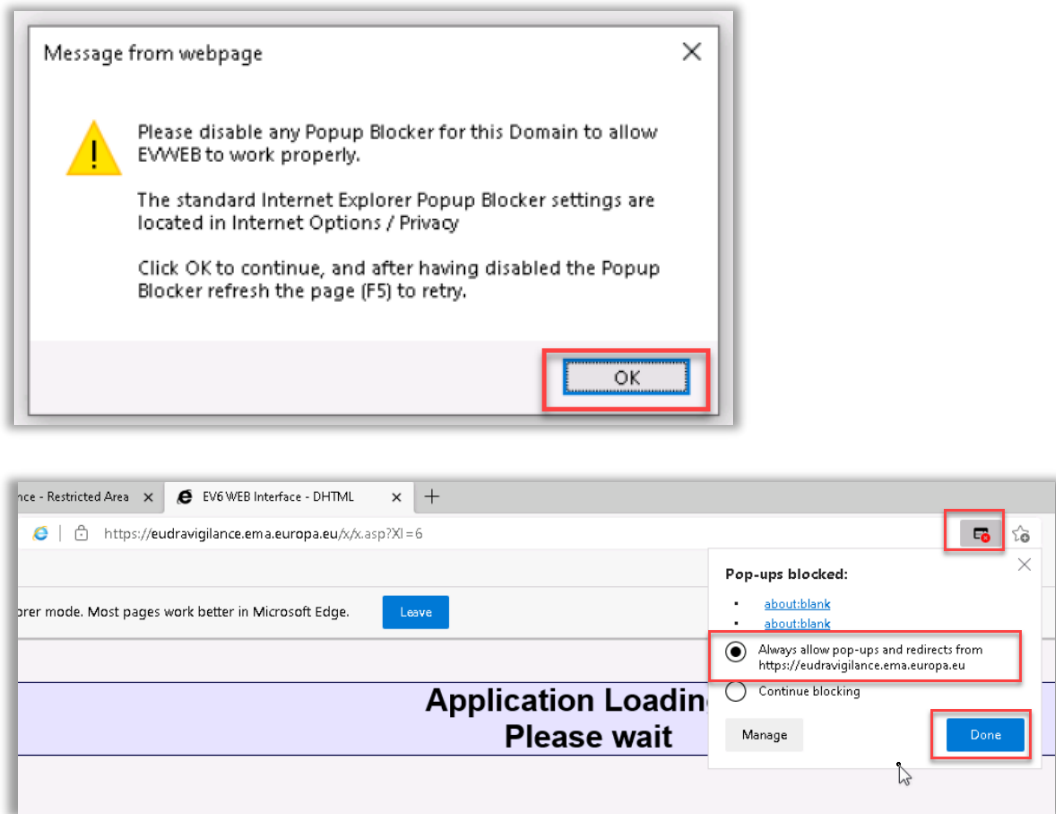 Message from webpage
Please disable any Popup Blocker for this Domain to allow
EVWEB to work properly.
The standard Internet Explorer Popup Blocker settings are
located in Internet Options / Privacy
Click OK to continue, and after having disabled the Popup
Blocker refresh the page (F5) to retry.
OK
nce - Restricted Area
EV6 WEB Interface - DHTML
https://eudravigilance.ema.europa.eu/x/x.asp?XI=6
Pop-ups blocked:
about:blank
about:blank
orer mode. Most pages work better in Microsoft Edge.
Leave
Always allow pop-ups and redirects from
https://eudravigilance.ema.europa.eu
Continue blocking
Application Loading
Please wait
Manage
Done